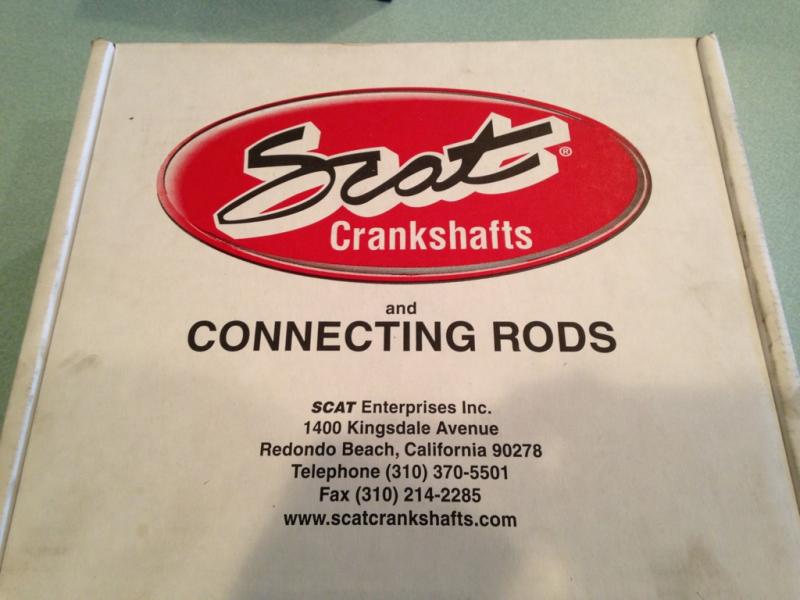 Scat®
Crankshafts
and
CONNECTING RODS
SCAT Enterprises Inc.
1400 Kingsdale Avenue
Redondo Beach, California 90278
Telephone (310) 370-5501
Fax (310) 214-2285
www.scatcrankshafts.com